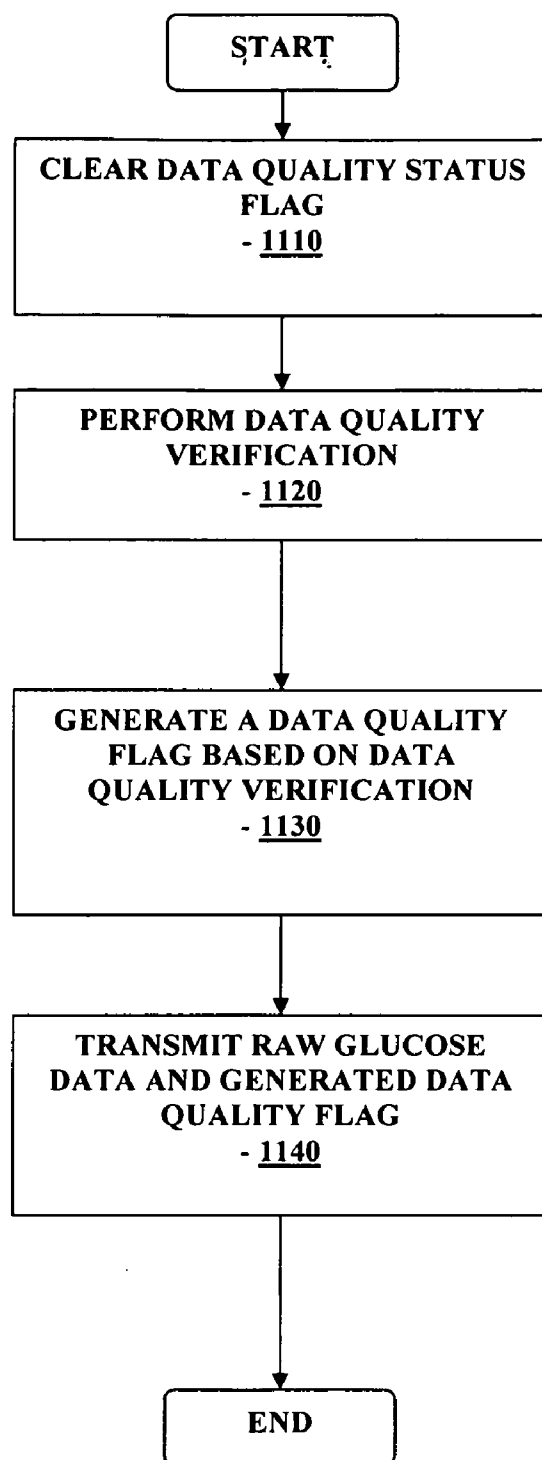 START
CLEAR DATA QUALITY STATUS
FLAG
- 1110
PERFORM DATA QUALITY
VERIFICATION
- 1120
GENERATE A DATA QUALITY
FLAG BASED ON DATA
QUALITY VERIFICATION
- 1130
TRANSMIT RAW GLUCOSE
DATA AND GENERATED DATA
QUALITY FLAG
- 1140
END